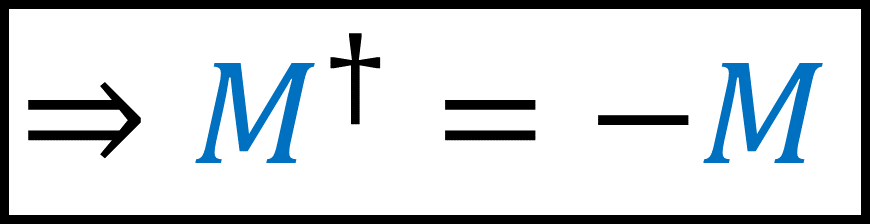 ⇒ M† = −M